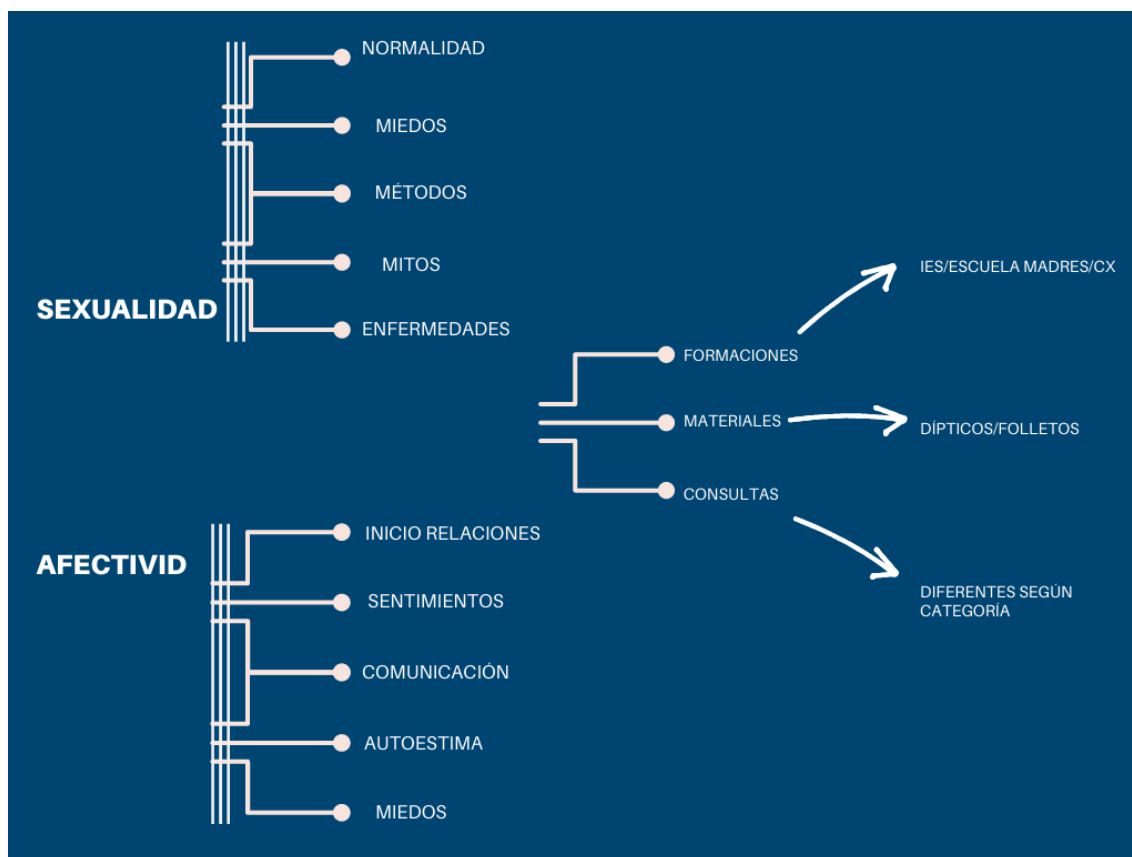 SEXUALIDAD
NORMALIDAD
MIEDOS
MÉTODOS
MITOS
ENFERMEDADES
AFECTIVID
INICIO RELACIONES
SENTIMIENTOS
COMUNICACIÓN
AUTOESTIMA
MIEDOS
FORMACIONES
MATERIALES
CONSULTAS
IES/ESCUELA MADRES/CX
DÍPTICOS/FOLLETOS
DIFERENTES SEGÚN
CATEGORÍA